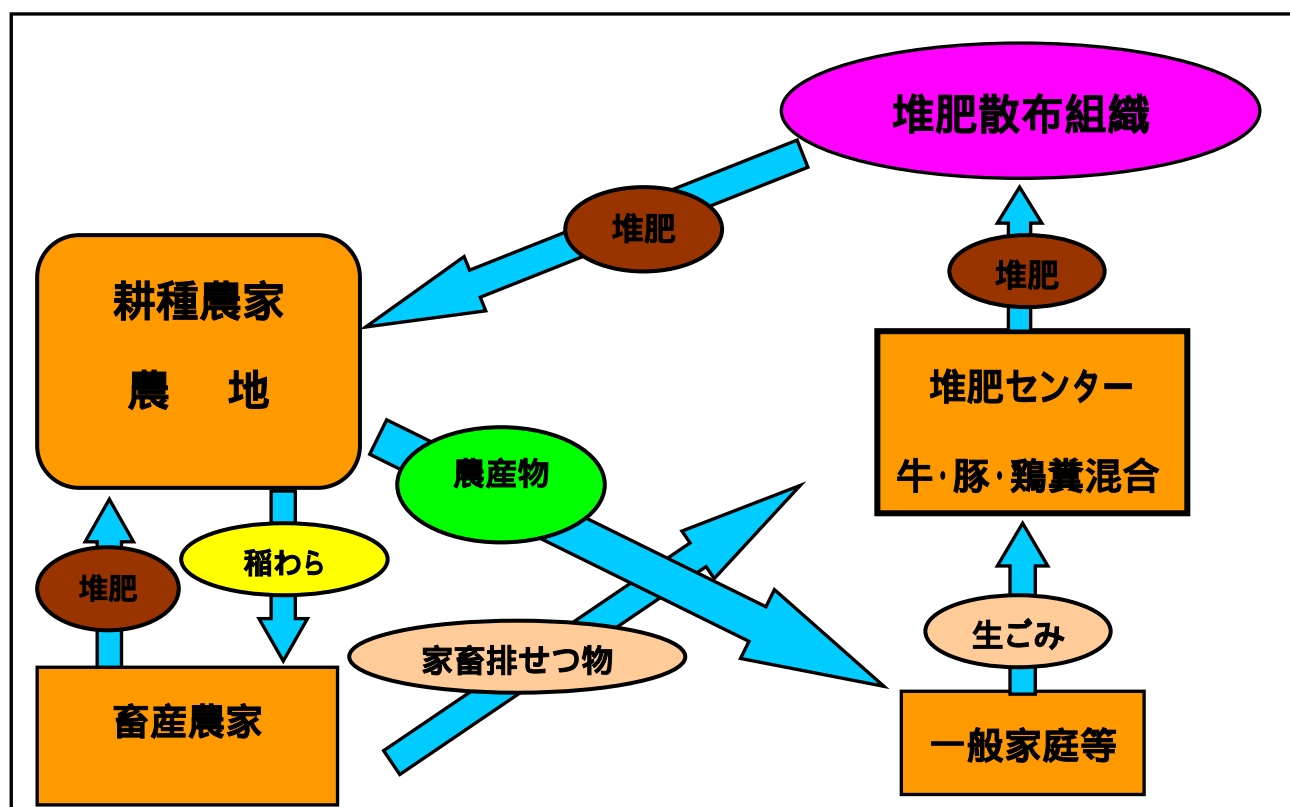 堆肥散布組織
堆肥
堆肥
耕種農家
農 地
堆肥センター
牛・豚・鶏糞混合
農産物
稲わら
堆肥
家畜排せつ物
生ごみ
畜産農家
一般家庭等